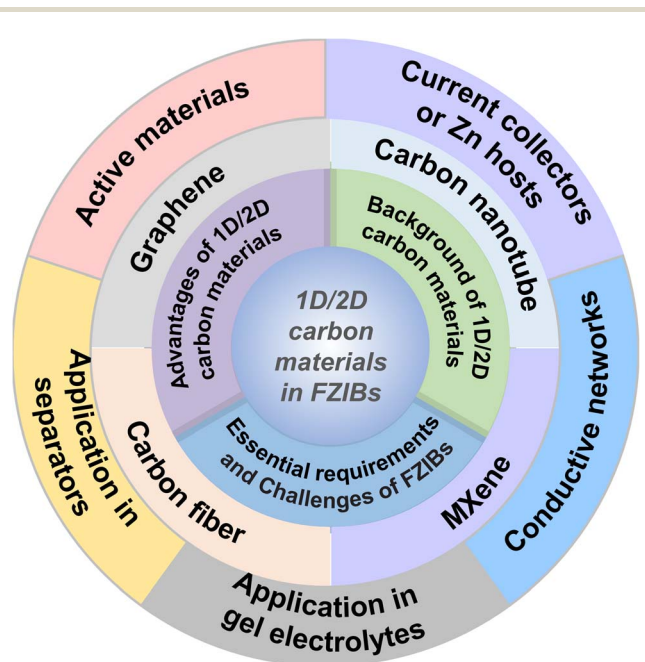 Active materials
Current collectors
or Zn hosts
Graphene
Carbon nanotube
Advantages of 1D/2D
carbon materials
Background of 1D/2D
carbon materials
1D/2D
carbon
materials
in FZIBs
Essential requirements
and Challenges of FZIBs
Carbon fiber
MXene
Application in
separators
Conductive networks
Application in
gel electrolytes